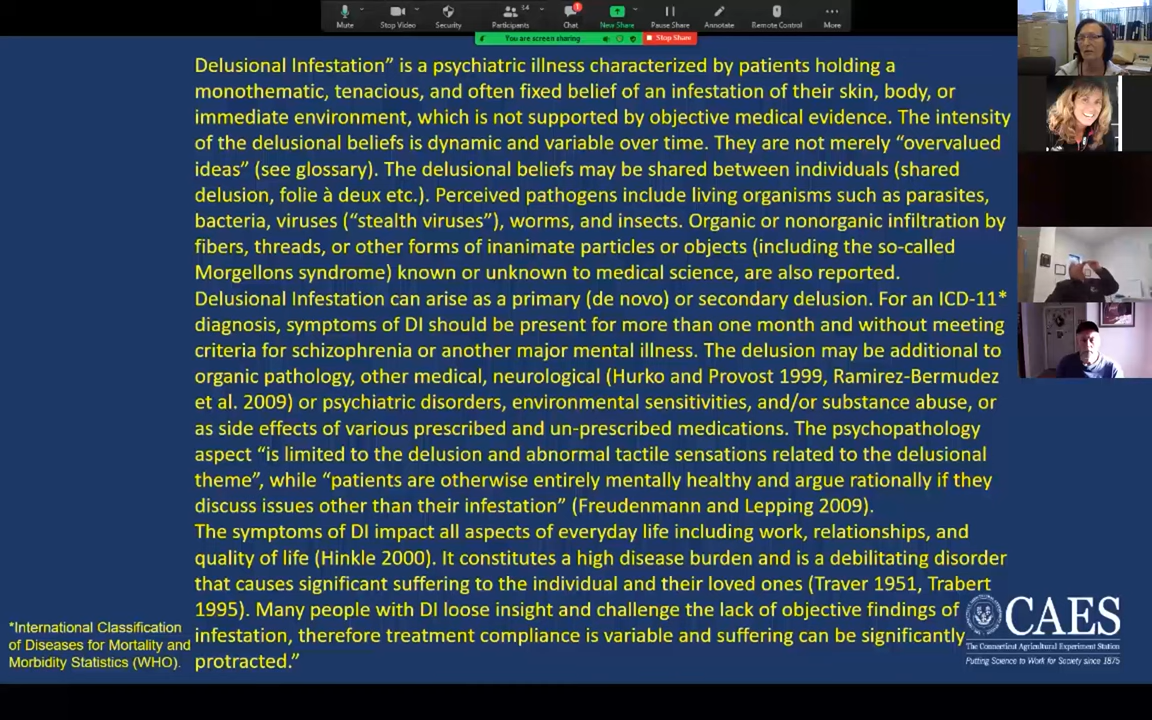 34
1
Mute
Stop Video
Security
Participants
Chat
New Share
Pause Share
Annotate
Remote Control
More
You are screen sharing
Stop Share
Delusional Infestation” is a psychiatric illness characterized by patients holding a
monothematic, tenacious, and often fixed belief of an infestation of their skin, body, or
immediate environment, which is not supported by objective medical evidence. The intensity
of the delusional beliefs is dynamic and variable over time. They are not merely “overvalued
ideas” (see glossary). The delusional beliefs may be shared between individuals (shared
delusion, folie à deux etc.). Perceived pathogens include living organisms such as parasites,
bacteria, viruses (“stealth viruses”), worms, and insects. Organic or nonorganic infiltration by
fibers, threads, or other forms of inanimate particles or objects (including the so-called
Morgellons syndrome) known or unknown to medical science, are also reported.
Delusional Infestation can arise as a primary (de novo) or secondary delusion. For an ICD-11*
diagnosis, symptoms of DI should be present for more than one month and without meeting
criteria for schizophrenia or another major mental illness. The delusion may be additional to
organic pathology, other medical, neurological (Hurko and Provost 1999, Ramirez-Bermudez
et al. 2009) or psychiatric disorders, environmental sensitivities, and/or substance abuse, or
as side effects of various prescribed and un-prescribed medications. The psychopathology
aspect “is limited to the delusion and abnormal tactile sensations related to the delusional
theme”, while “patients are otherwise entirely mentally healthy and argue rationally if they
discuss issues other than their infestation” (Freudenmann and Lepping 2009).
The symptoms of DI impact all aspects of everyday life including work, relationships, and
quality of life (Hinkle 2000). It constitutes a high disease burden and is a debilitating disorder
that causes significant suffering to the individual and their loved ones (Traver 1951, Trabert
1995). Many people with DI loose insight and challenge the lack of objective findings of
infestation, therefore treatment compliance is variable and suffering can be significantly
protracted.”
*International Classification
of Diseases for Mortality and
Morbidity Statistics (WHO).
CAES
The Connecticut Agricultural Experiment Station
Putting Science to Work for Society since 1875